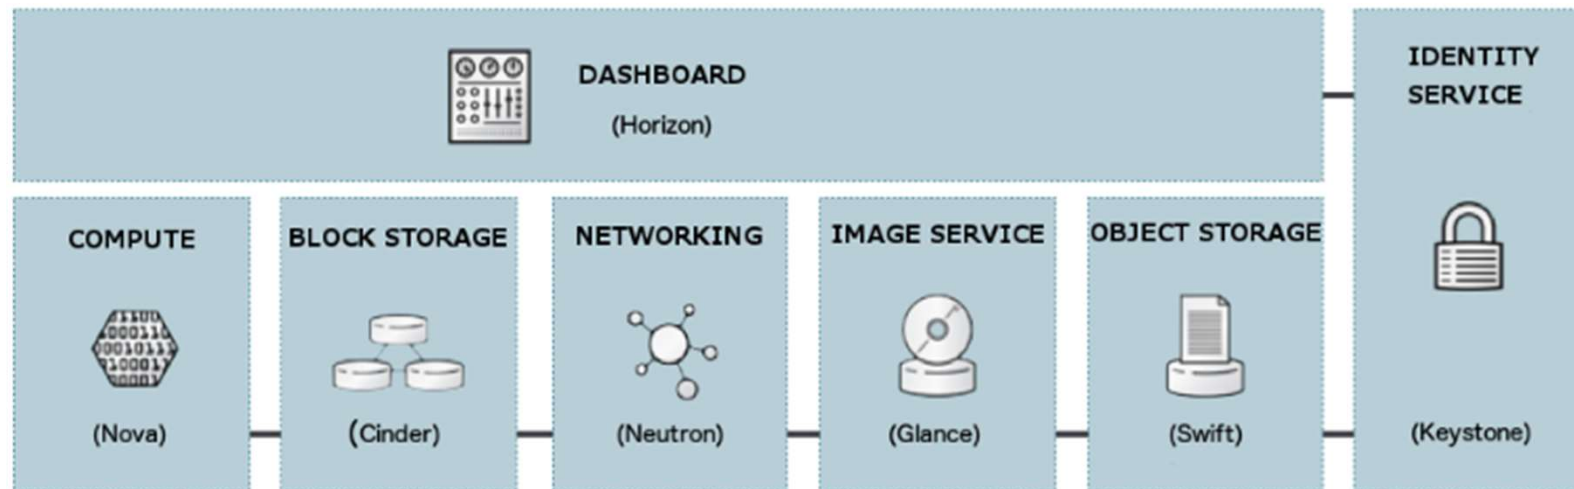 DASHBOARD
(Horizon)
IDENTITY
SERVICE
(Keystone)
COMPUTE
(Nova)
BLOCK STORAGE
(Cinder)
NETWORKING
(Neutron)
IMAGE SERVICE
(Glance)
OBJECT STORAGE
(Swift)